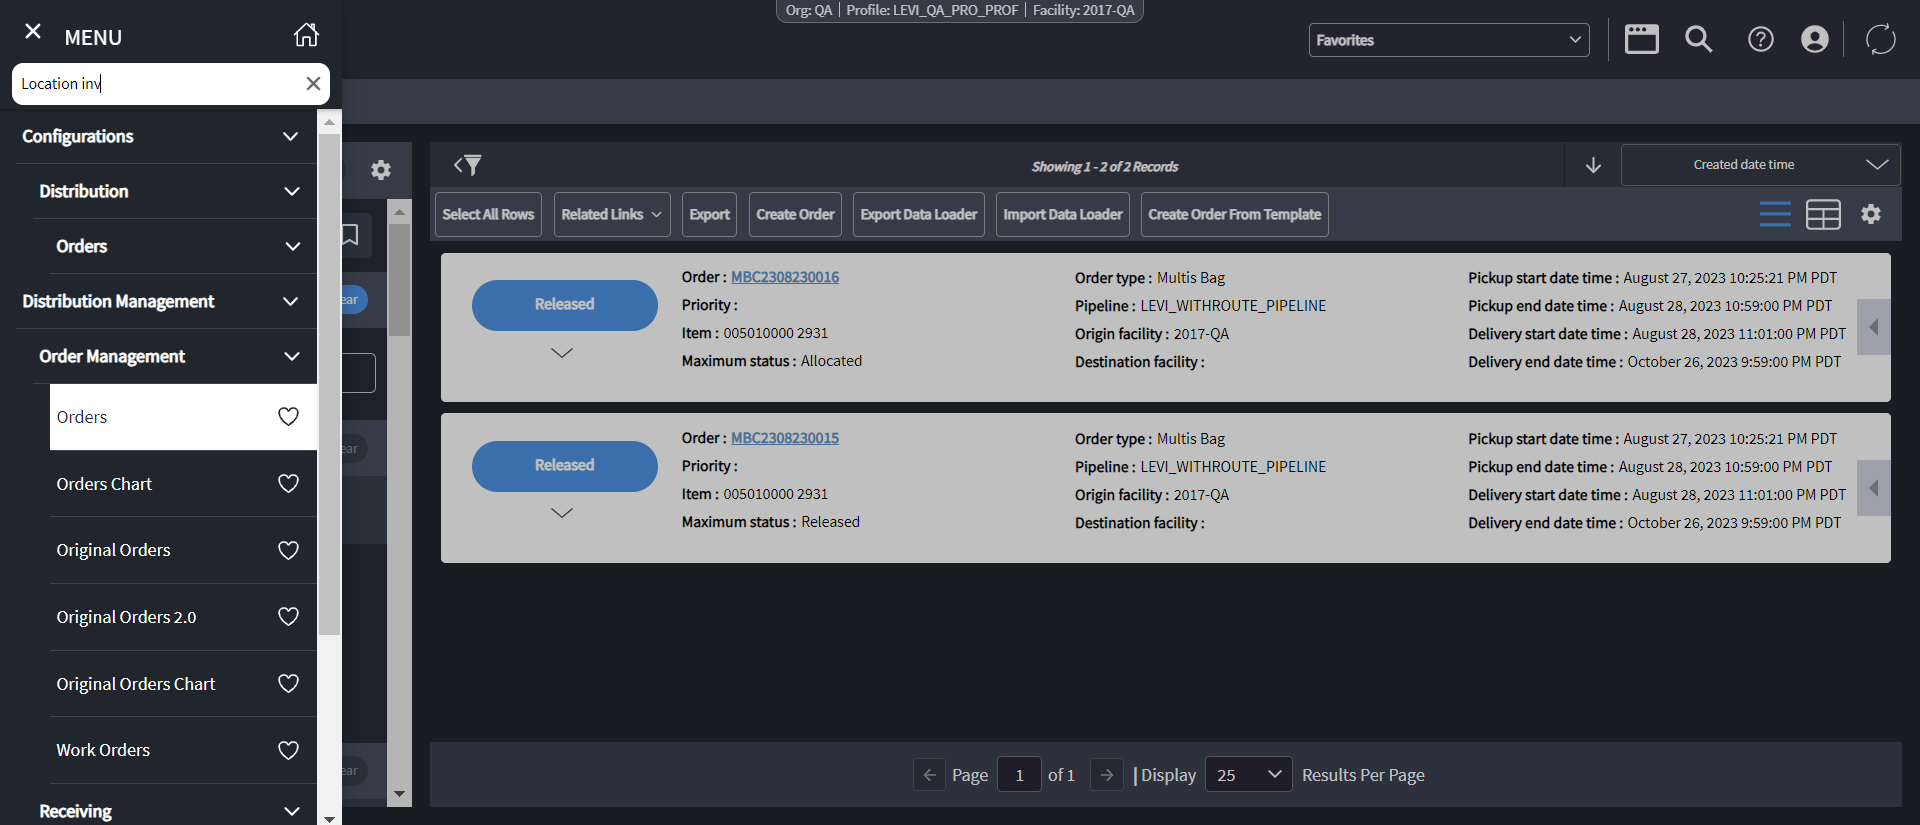 Org: QA | Profile: LEVI_QA_PRO_PROF | Facility: 2017-QA
MENU
Favorites
Location inv
Configurations
Distribution
Orders
Distribution Management
Order Management
Orders
Orders Chart
Original Orders
Original Orders 2.0
Original Orders Chart
Work Orders
Receiving
ear
ear
ear
Showing 1 - 2 of 2 Records
Created date time
Select All Rows Related Links Export Create Order Export Data Loader Import Data Loader Create Order From Template
Released
Order : MBC2308230016
Priority :
Item : 005010000 2931
Maximum status : Allocated
Order type : Multis Bag
Pipeline : LEVI_WITHROUTE_PIPELINE
Origin facility : 2017-QA
Destination facility :
Pickup start date time : August 27, 2023 10:25:21 PM PDT
Pickup end date time : August 28, 2023 10:59:00 PM PDT
Delivery start date time : August 28, 2023 11:01:00 PM PDT
Delivery end date time : October 26, 2023 9:59:00 PM PDT
Released
Order : MBC2308230015
Priority :
Item : 005010000 2931
Maximum status : Released
Order type : Multis Bag
Pipeline : LEVI_WITHROUTE_PIPELINE
Origin facility : 2017-QA
Destination facility :
Pickup start date time : August 27, 2023 10:25:21 PM PDT
Pickup end date time : August 28, 2023 10:59:00 PM PDT
Delivery start date time : August 28, 2023 11:01:00 PM PDT
Delivery end date time : October 26, 2023 9:59:00 PM PDT
Page 1 of 1 | Display 25 Results Per Page